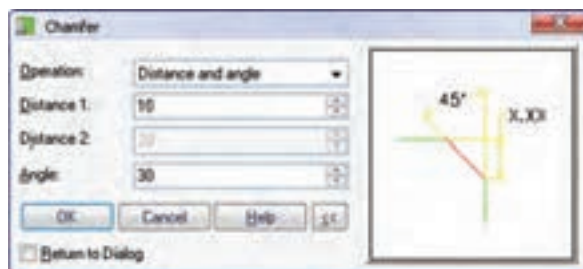 Chamfer
Operation: Distance and angle
Distance 1: 10
Distance 2:
Angle: 30
OK Cancel Help
Return to Dialog
45°
X,XX